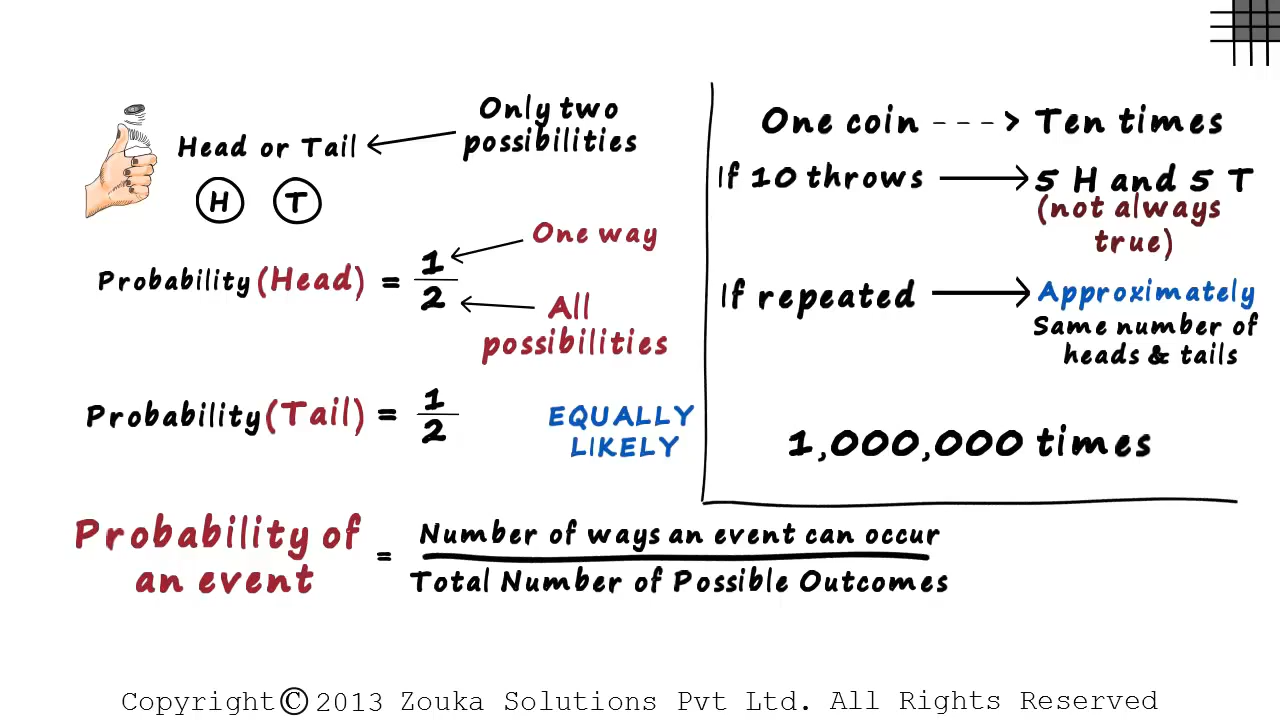 Only two
possibilities
Head or Tail
H T
One way
Probability (Head) = 1/2
All
possibilities
Probability (Tail) = 1/2
EQUALLY
LIKELY
One coin ---> Ten times
If 10 throws → 5 H and 5 T
(not always
true)
If repeated → Approximately
Same number of
heads & tails
1,000,000 times
Probability of
an event
=
Number of ways an event can occur
Total Number of Possible Outcomes
Copyright © 2013 Zouka Solutions Pvt Ltd. All Rights Reserved